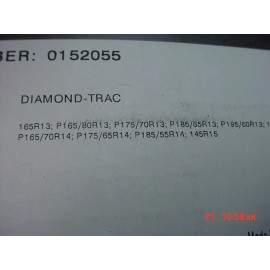 BER: 0152055
DIAMOND-TRAC
165R13; P165/80R13; P175/70R13; P185/65R13; P195/60R13;
P165/70R14; P175/65R14; P185/55R14; 145R15